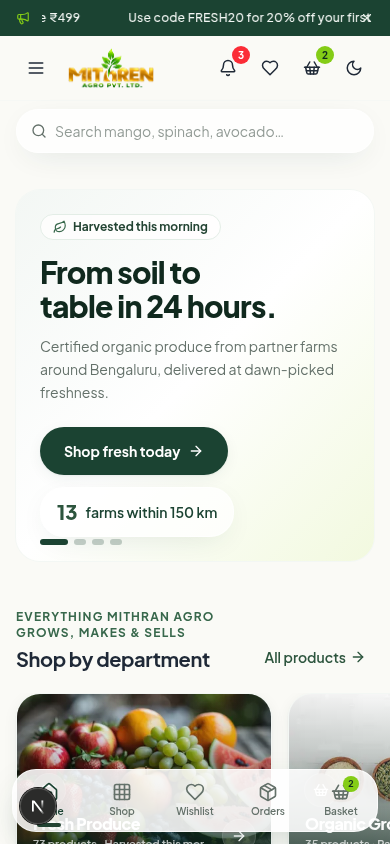 ₹499 Use code FRESH20 for 20% off your first
MITHREN
AGRO PVT. LTD.
3
2
Search mango, spinach, avocado…
Harvested this morning
From soil to
table in 24 hours.
Certified organic produce from partner farms
around Bengaluru, delivered at dawn-picked
freshness.
Shop fresh today
13 farms within 150 km
EVERYTHING MITHRAN AGRO
GROWS, MAKES & SELLS
Shop by department
All products
2
Shop
Wishlist
Orders
Basket
N
Produce
Organic